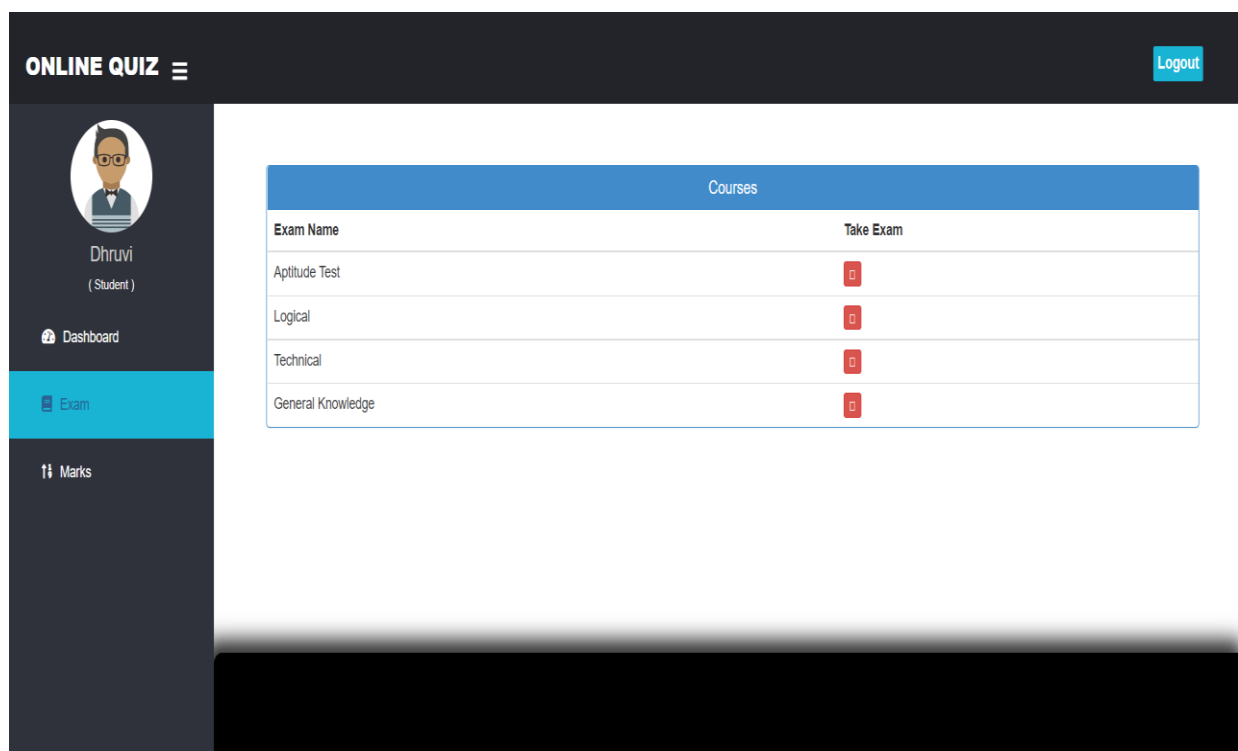 ONLINE QUIZ
Logout
Dhruvi
( Student )
Dashboard
Exam
Marks
Courses
Exam Name Take Exam
Aptitude Test
Logical
Technical
General Knowledge